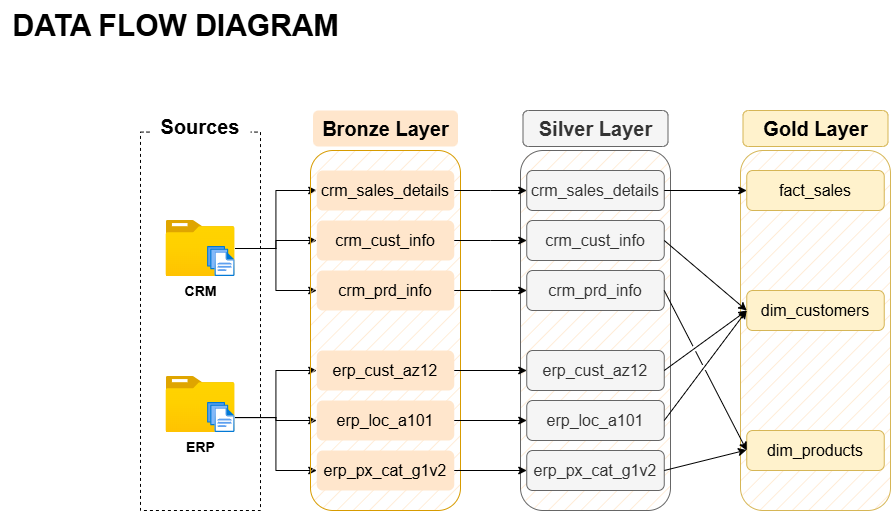 DATA FLOW DIAGRAM
Sources
Bronze Layer
Silver Layer
Gold Layer
crm_sales_details
crm_sales_details
fact_sales
crm_cust_info
crm_cust_info
CRM
crm_prd_info
crm_prd_info
dim_customers
erp_cust_az12
erp_cust_az12
erp_loc_a101
erp_loc_a101
ERP
dim_products
erp_px_cat_g1v2
erp_px_cat_g1v2